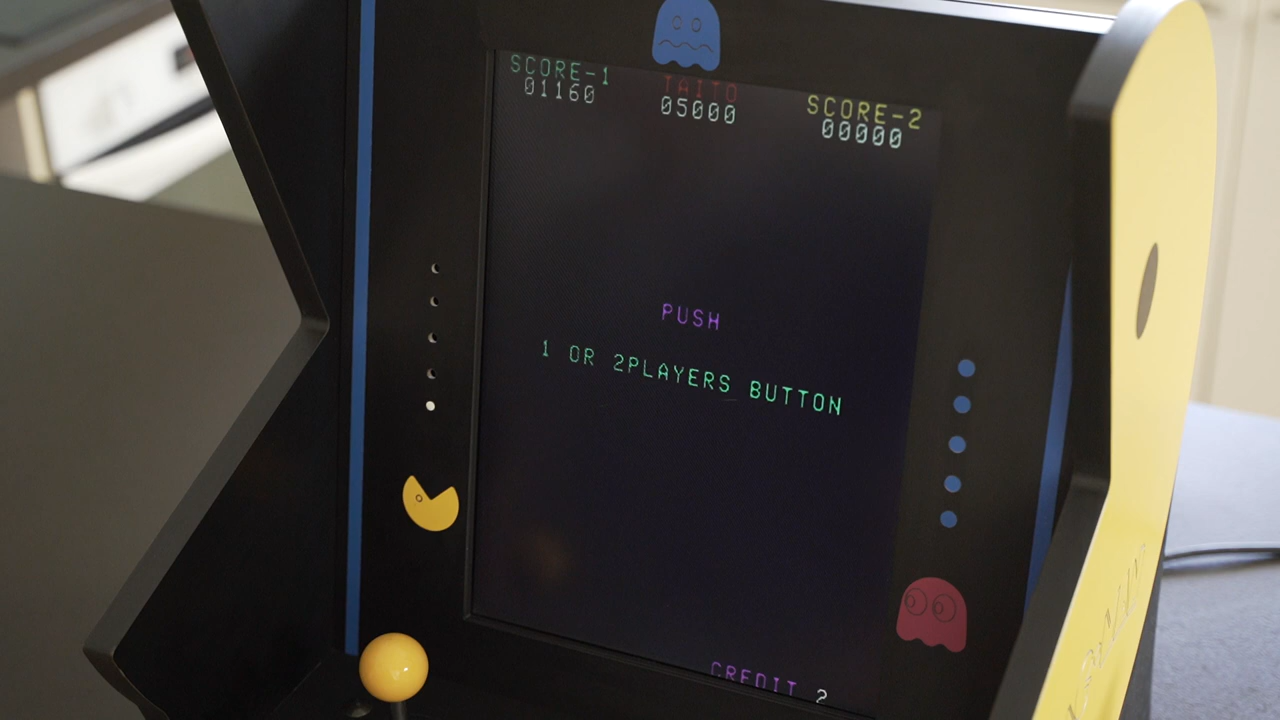 SCORE-1 TAITO SCORE-2
01160 05000 00000
PUSH
1 OR 2PLAYERS BUTTON
CREDIT 2